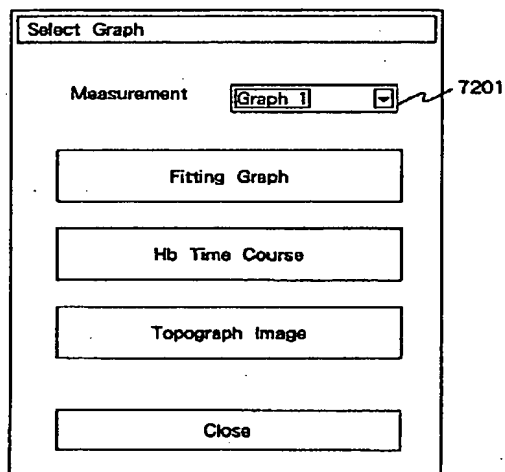 Select Graph
Measurement Graph 1 7201
Fitting Graph
Hb Time Course
Topograph Image
Close